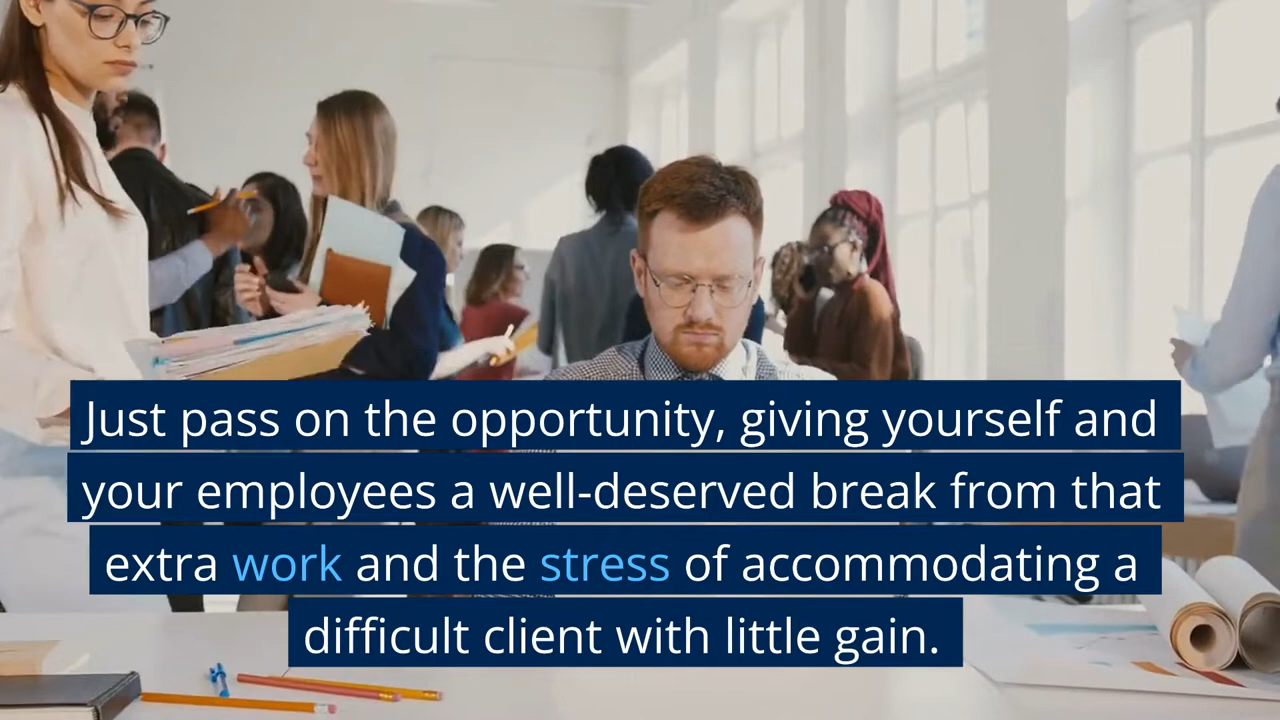 Just pass on the opportunity, giving yourself and
your employees a well-deserved break from that
extra work and the stress of accommodating a
difficult client with little gain.